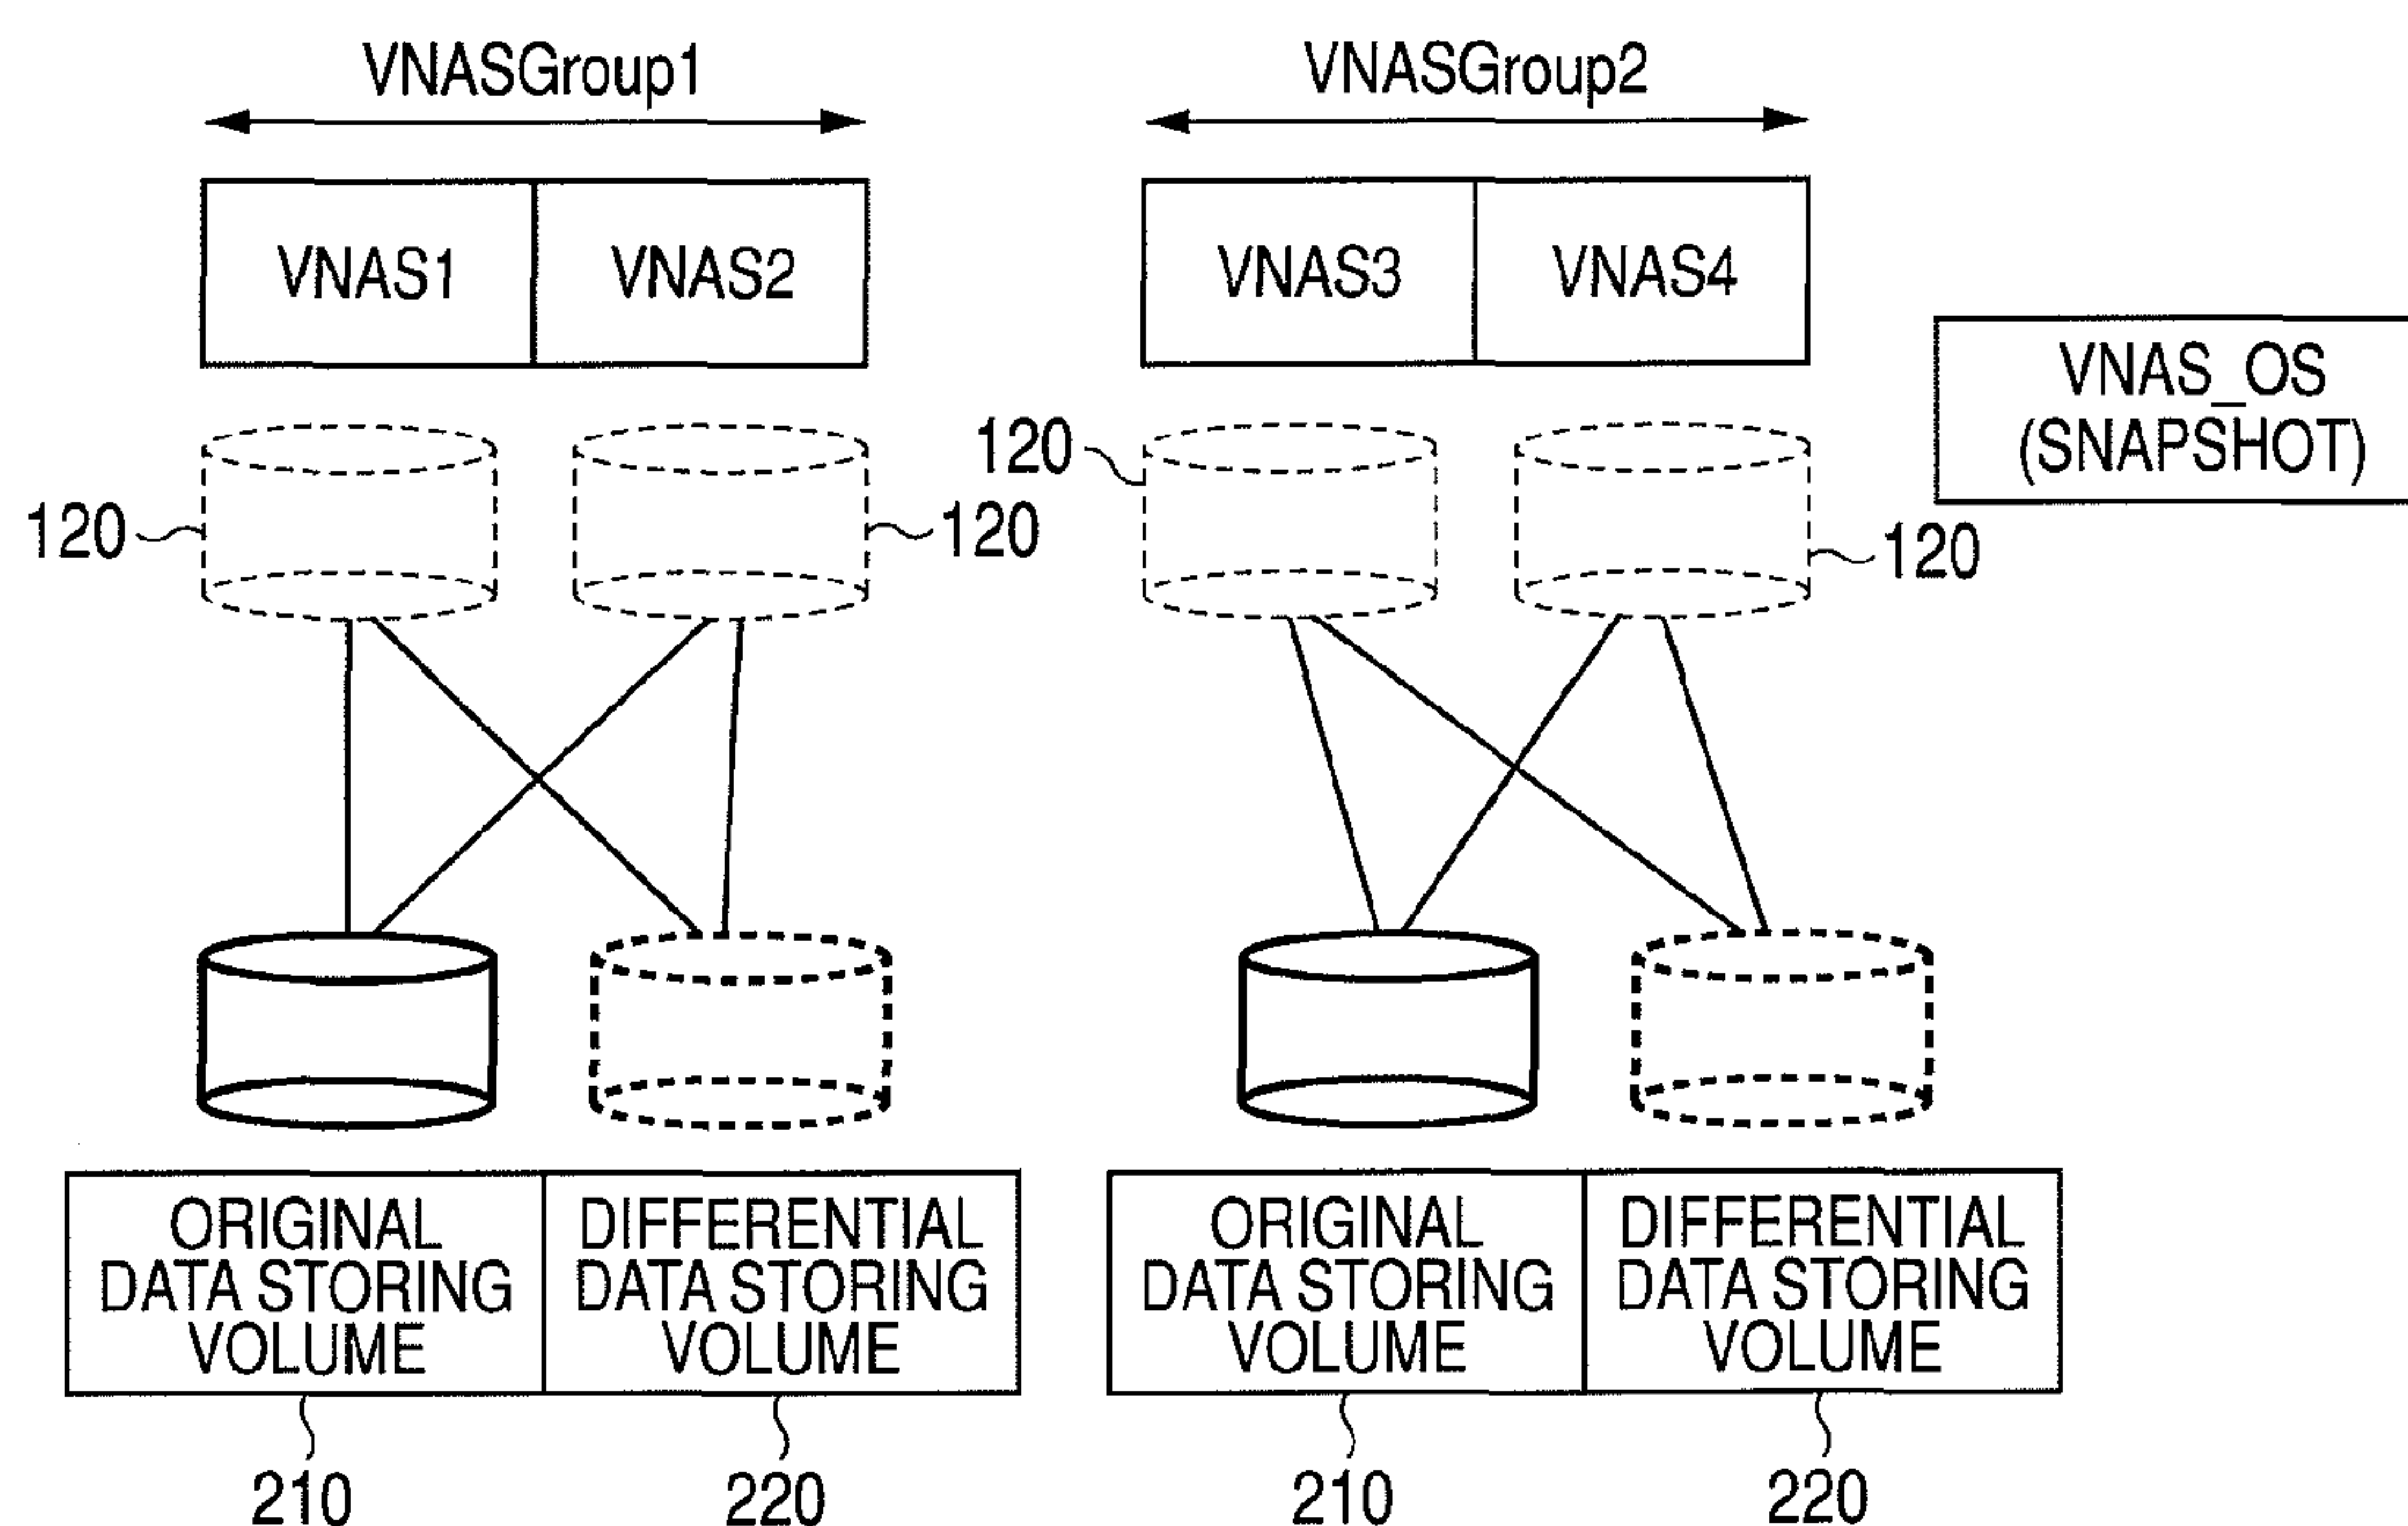 VNASGroup1
VNASGroup2
VNAS1
VNAS2
VNAS3
VNAS4
VNAS_OS
(SNAPSHOT)
120
120
120
120
ORIGINAL
DATA STORING
VOLUME
DIFFERENTIAL
DATA STORING
VOLUME
ORIGINAL
DATA STORING
VOLUME
DIFFERENTIAL
DATA STORING
VOLUME
210
220
210
220